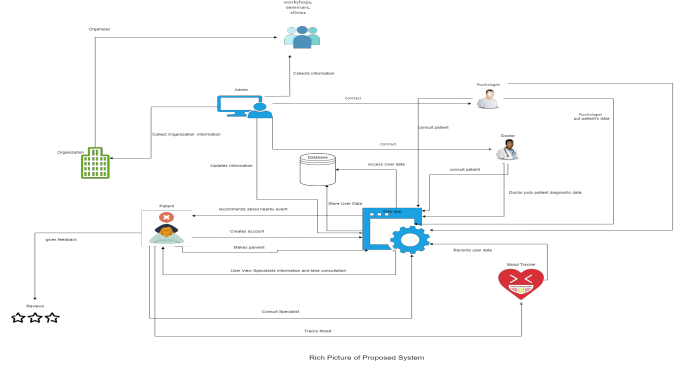 workshops,
seminars,
clinics
Organizes
Collects information
Admin
Psychologist
Contract
Psychologist
put patient's data
consult patient
Collect Organization information
Doctor
Contract
Organization
Database
Updates Information
Access User data
consult patient
Doctor puts patient diagnostic data
Store User Data
Patient
recommends about nearby event
Creates account
gives feedback
Makes pament
Records user data
Mood Tracker
User View Specialists information and take consultation
Reviews
Consult Specialist
Tracks Mood
Rich Picture of Proposed System